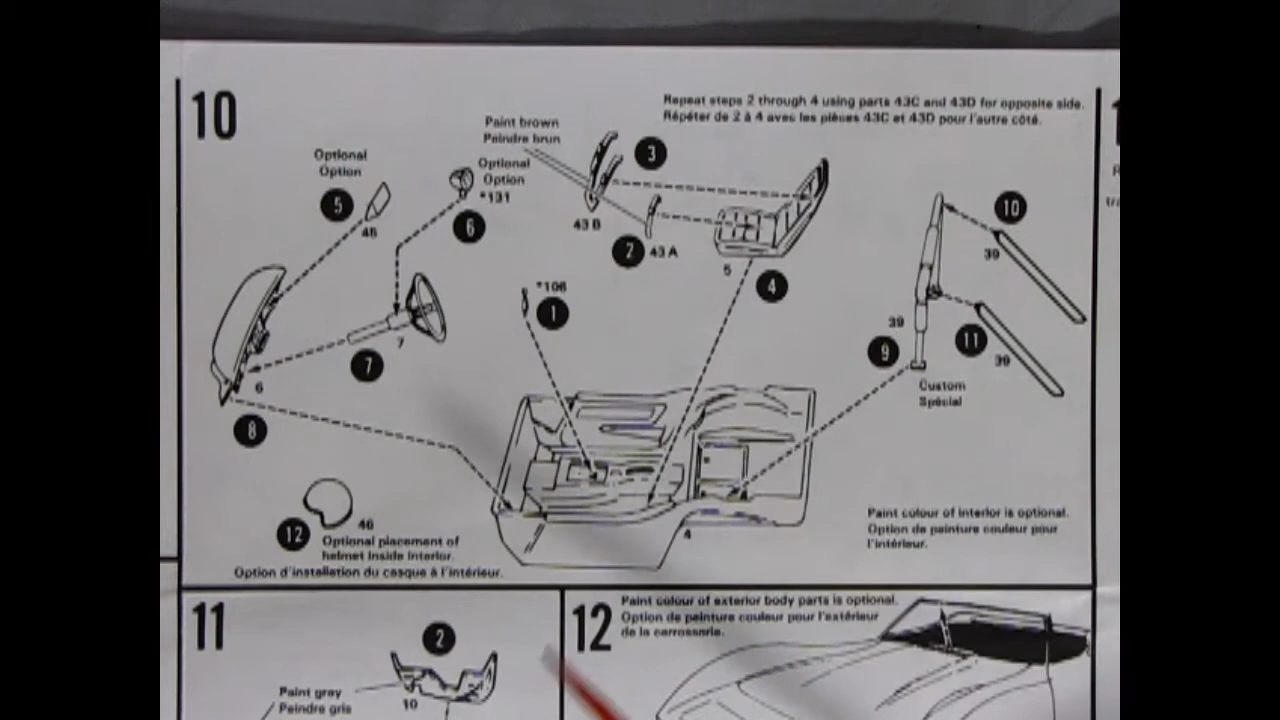 10
Repeat steps 2 through 4 using parts 43C and 43D for opposite side.
Répéter de 2 à 4 avec les pièces 43C et 43D pour l'autre côté.
Paint brown
Peindre brun
3
Optional
Option
5
45
Optional
Option
*131
6
43 B
2
43 A
5
4
10
39
*106
1
7
7
39
11
39
9
6
Custom
Spécial
8
12
46
Optional placement of
helmet inside interior.
Option d'installation du casque à l'intérieur.
4
Paint colour of interior is optional.
Option de peinture couleur pour
l'intérieur.
11
2
Paint gray
Peindre gris
10
12
Paint colour of exterior body parts is optional.
Option de peinture couleur pour l'extérieur
de la carrosserie.